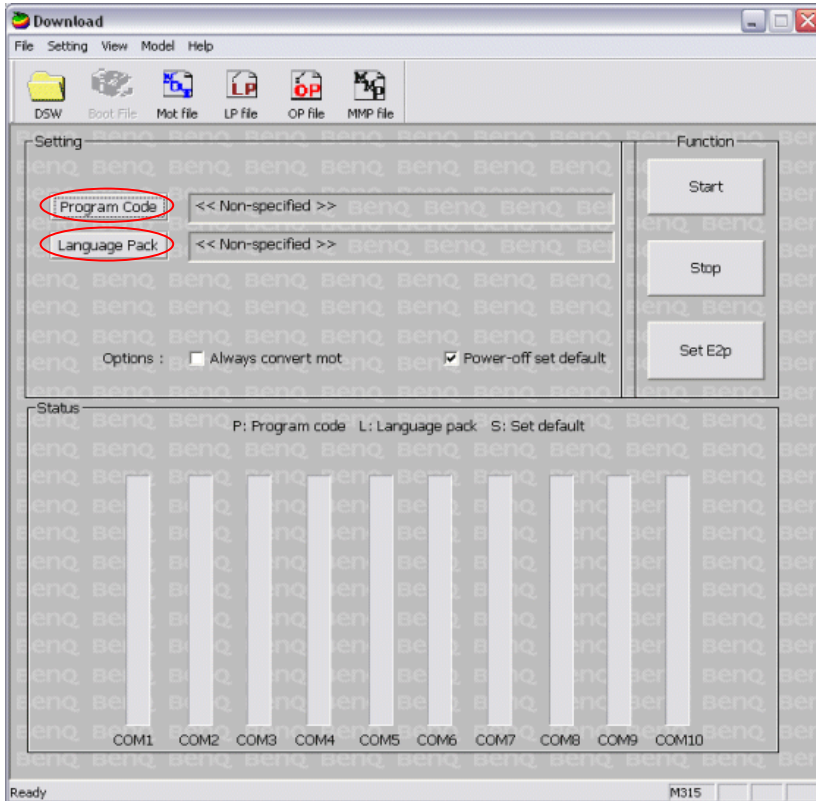 Download
File Setting View Model Help
DSW Boot File Mot file LP file OP file MMP file
Setting
Function
Program Code << Non-specified >>
Language Pack << Non-specified >>
Start
Stop
Set E2p
Options : Always convert mot Power-off set default
Status
P: Program code L: Language pack S: Set default
COM1 COM2 COM3 COM4 COM5 COM6 COM7 COM8 COM9 COM10
Ready M315